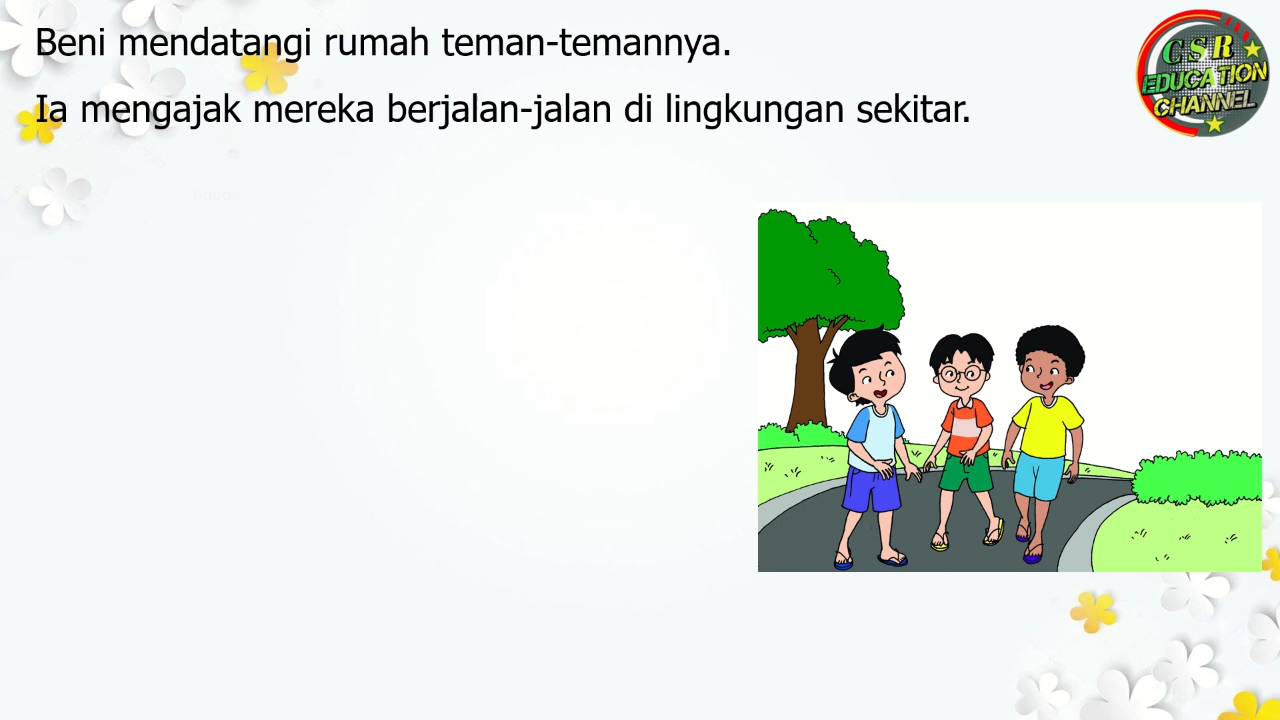 Beni mendatangi rumah teman-temannya.
Ia mengajak mereka berjalan-jalan di lingkungan sekitar.
CSR
EDUCATION
CHANNEL